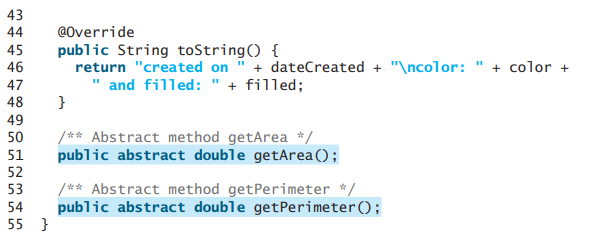 43
44 @Override
45 public String toString() {
46 return "created on " + dateCreated + "\ncolor: " + color +
47 " and filled: " + filled;
48 }
49
50 /** Abstract method getArea */
51 public abstract double getArea();
52
53 /** Abstract method getPerimeter */
54 public abstract double getPerimeter();
55 }